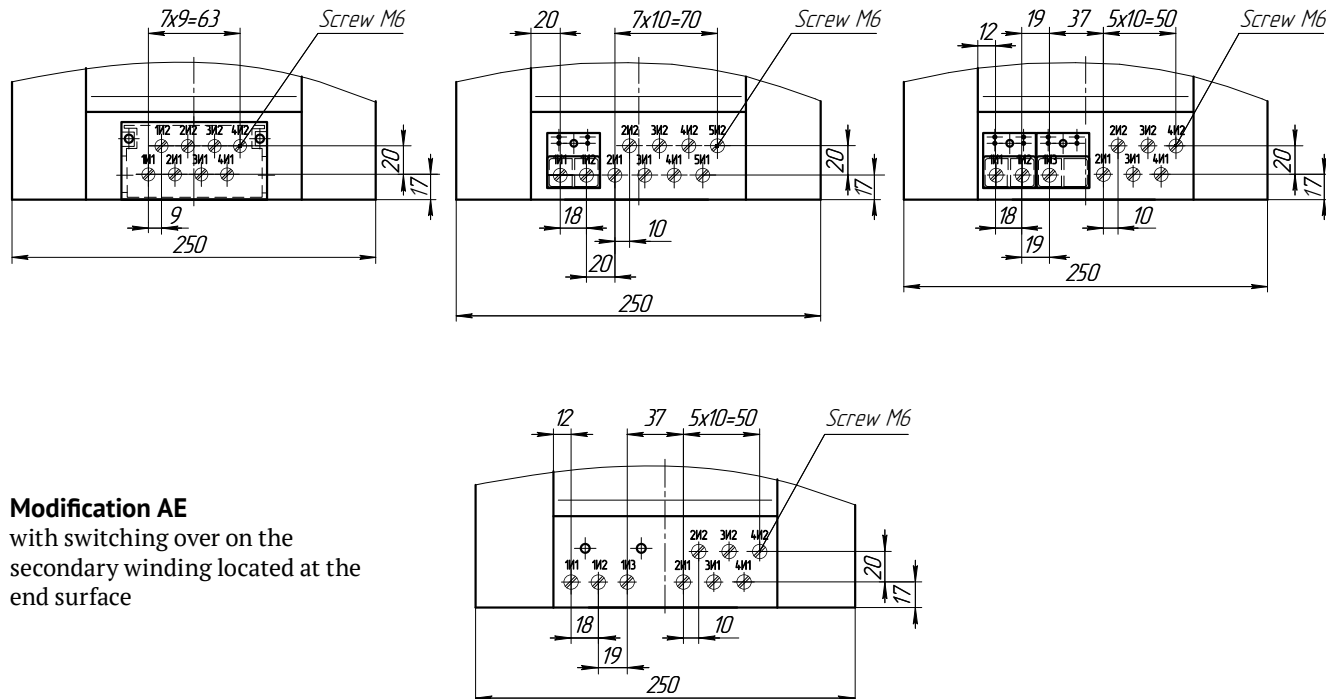 7x9=63
Screw M6
1И2 2И2 3И2 4И2
1И1 2И1 3И1 4И1
20
17
9
250
20
7x10=70
Screw M6
2И2 3И2 4И2 5И2
1И1 1И2 2И1 3И1 4И1 5И1
20
17
18
10
20
250
12
19
37
5x10=50
Screw M6
2И2 3И2 4И2
1И1 1И2 1И3 2И1 3И1 4И1
20
17
18
10
19
250
12
37
5x10=50
Screw M6
2И2 3И2 4И2
1И1 1И2 1И3 2И1 3И1 4И1
20
17
18
10
19
250
Modification AE
with switching over on the
secondary winding located at the
end surface